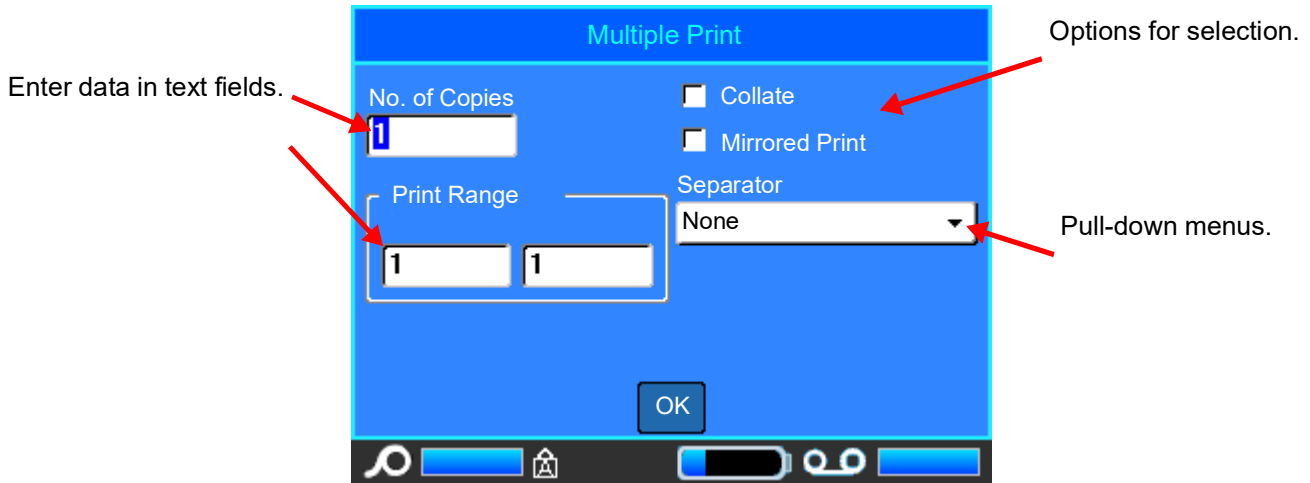 Multiple Print
Options for selection.
Enter data in text fields.
No. of Copies
1
Collate
Mirrored Print
Print Range
1 1
Separator
None
Pull-down menus.
OK
A